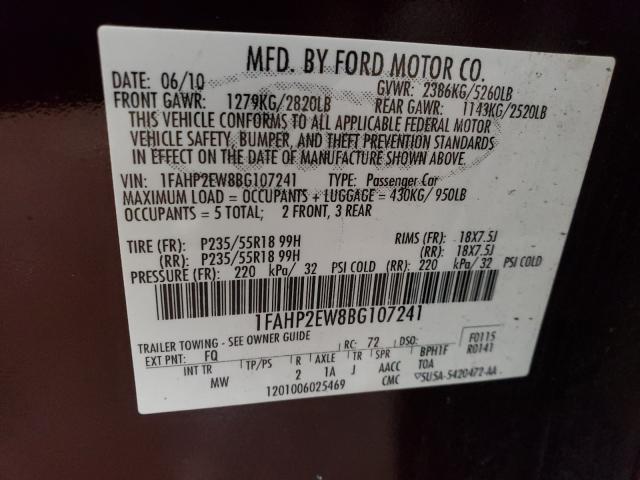 MFD. BY FORD MOTOR CO.
DATE: 06/10 GVWR: 2386KG/5260LB
FRONT GAWR: 1279KG/2820LB REAR GAWR: 1143KG/2520LB
THIS VEHICLE CONFORMS TO ALL APPLICABLE FEDERAL MOTOR
VEHICLE SAFETY, BUMPER, AND THEFT PREVENTION STANDARDS
IN EFFECT ON THE DATE OF MANUFACTURE SHOWN ABOVE.
VIN: 1FAHP2EW8BG107241 TYPE: Passenger Car
MAXIMUM LOAD = OCCUPANTS + LUGGAGE = 430KG/ 950LB
OCCUPANTS = 5 TOTAL; 2 FRONT, 3 REAR
TIRE (FR): P235/55R18 99H RIMS (FR): 18X7.5J
(RR): P235/55R18 99H (RR): 18X7.5J
PRESSURE (FR): 220 kPa/ 32 PSI COLD (RR): 220 kPa/ 32 PSI COLD
1FAHP2EW8BG107241
TRAILER TOWING - SEE OWNER GUIDE RC: 72 DSO: F0115
EXT PNT: FQ BPH1F R0141
INT TR TP/PS R AXLE TR SPR TOA
MW 2 1A J AACC
1201006025469 CMC ▽5U5A-5420472-AA